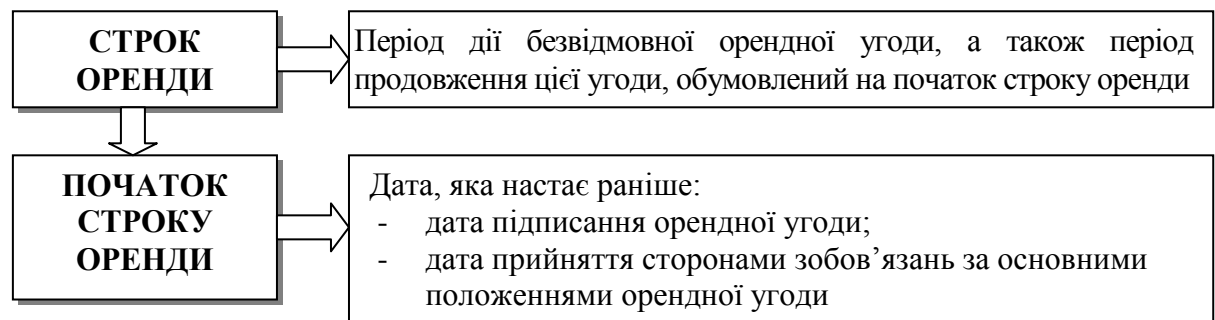 СТРОК
ОРЕНДИ
Період дії безвідмовної орендної угоди, а також період
продовження цієї угоди, обумовлений на початок строку оренди
ПОЧАТОК
СТРОКУ
ОРЕНДИ
Дата, яка настає раніше:
- дата підписання орендної угоди;
- дата прийняття сторонами зобов’язань за основними
положеннями орендної угоди